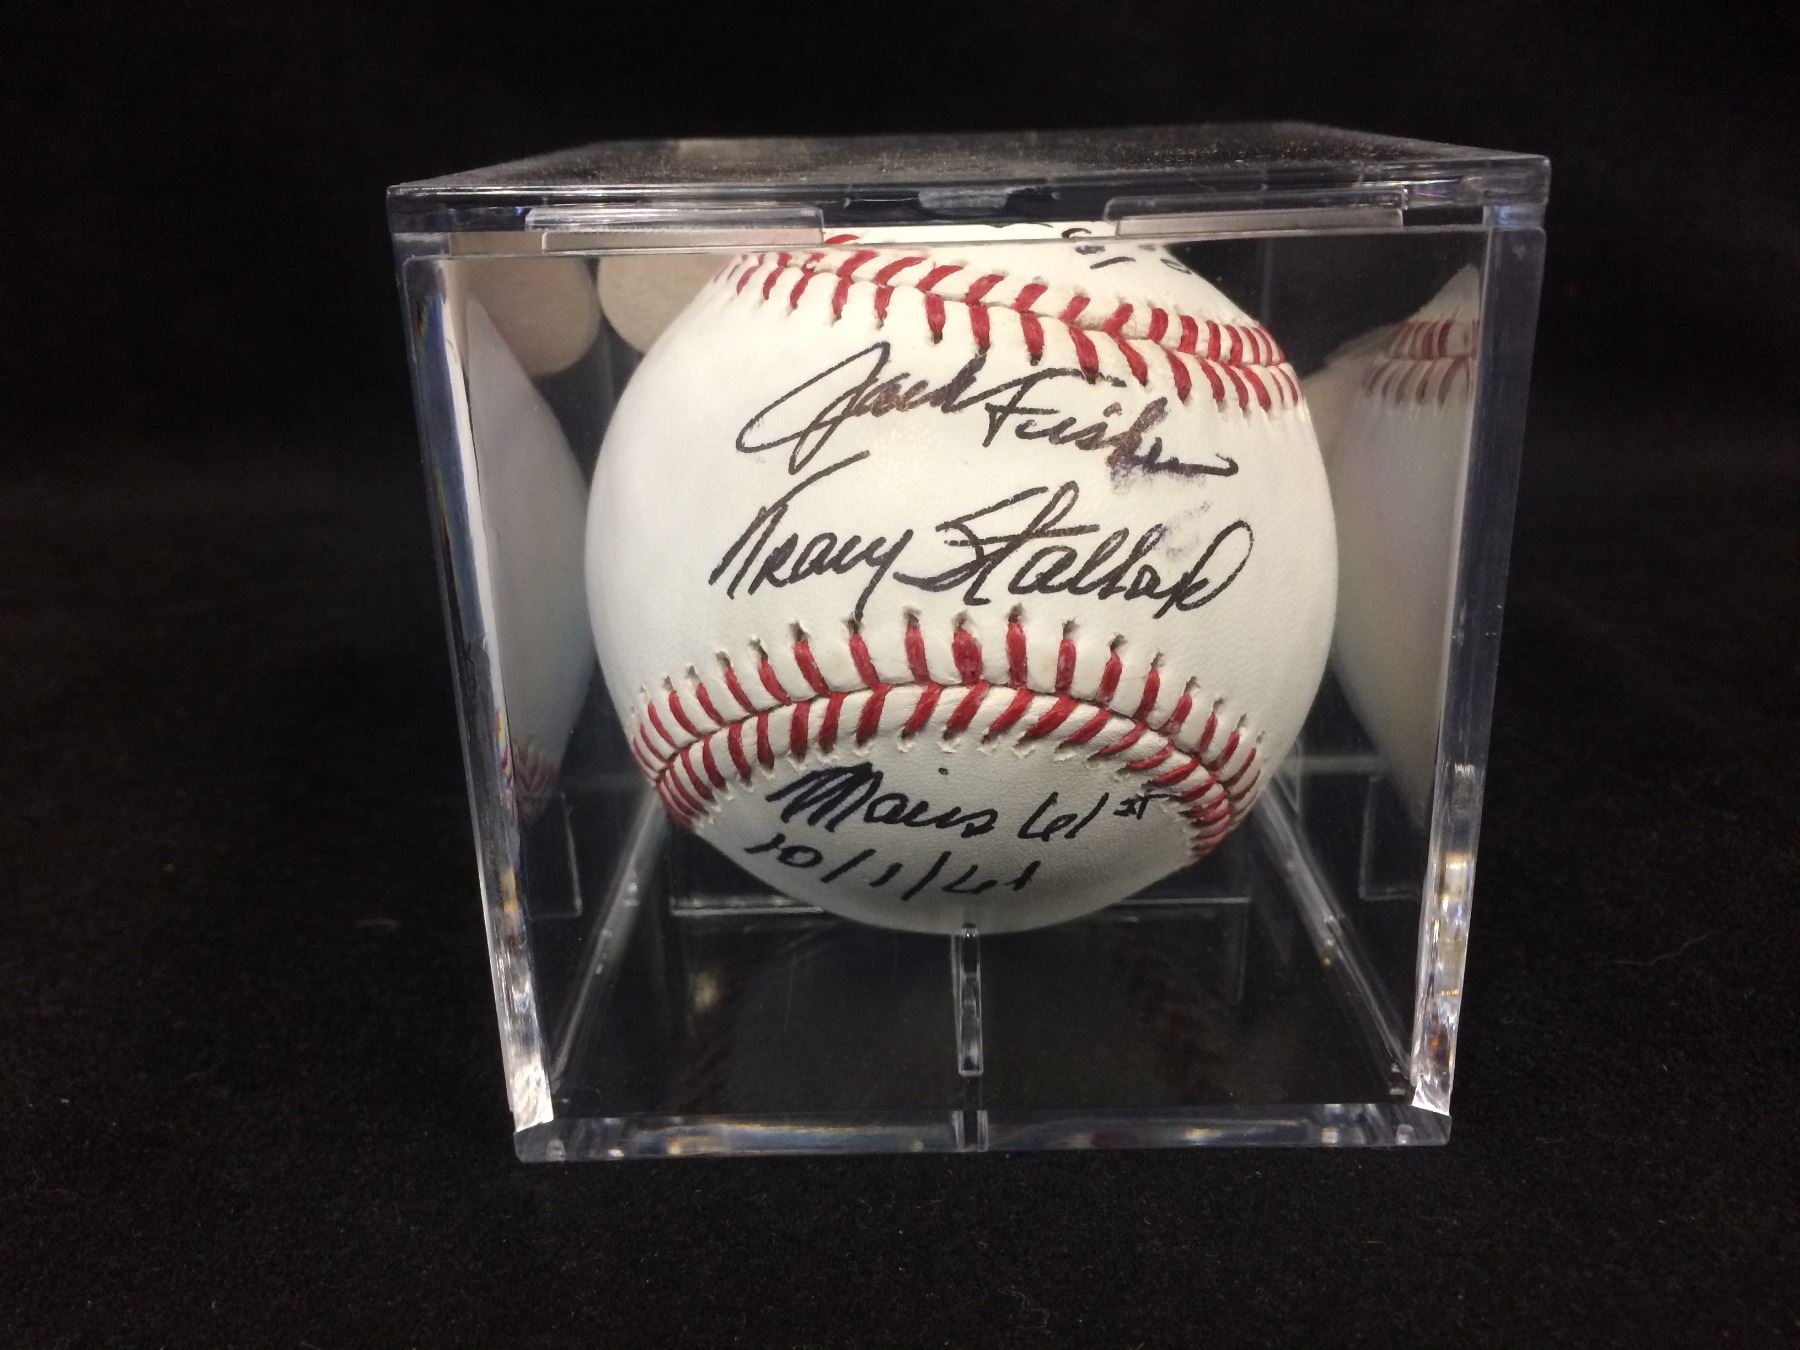 Jack Fisher
Tracy Stallard
Maris 61st
10/1/61